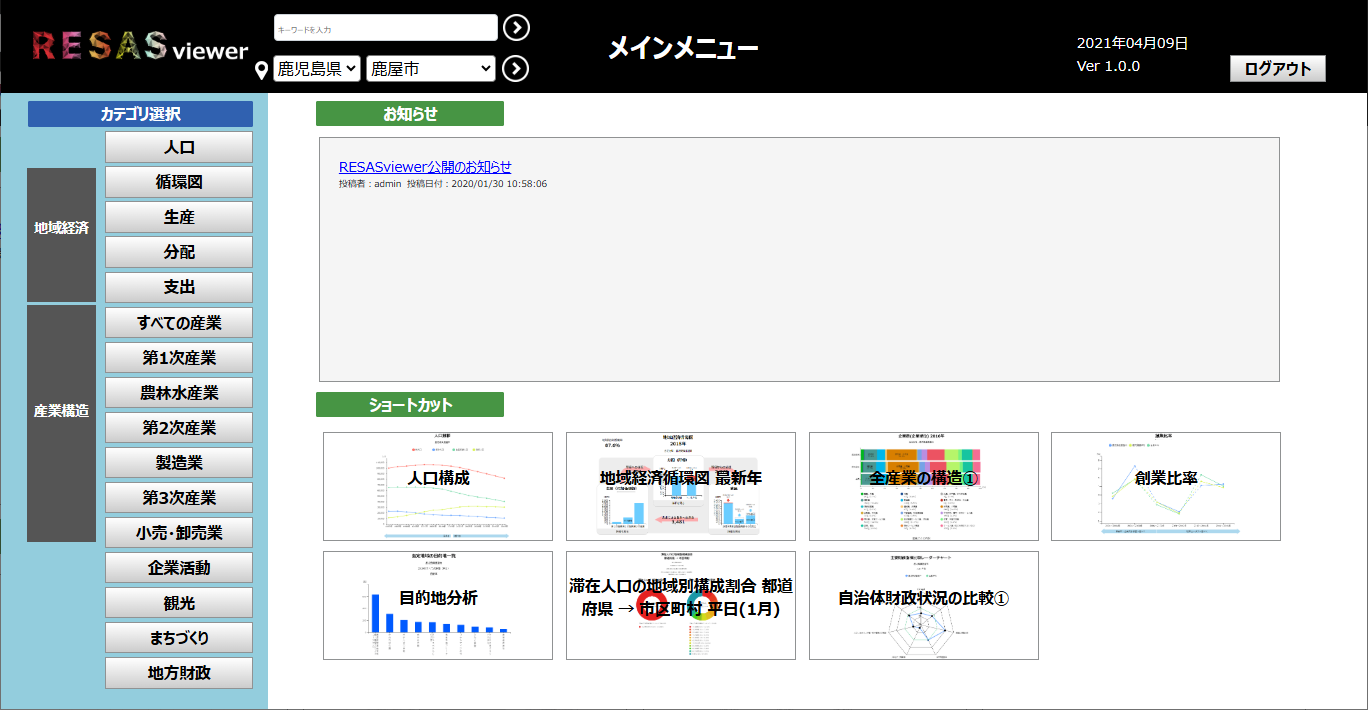 RESAS viewer
キーワードを入力
鹿児島県
鹿屋市
メインメニュー
2021年04月09日
Ver 1.0.0
ログアウト
カテゴリ選択
人口
地域経済
循環図
生産
分配
支出
産業構造
すべての産業
第1次産業
農林水産業
第2次産業
製造業
第3次産業
小売・卸売業
企業活動
観光
まちづくり
地方財政
お知らせ
RESASviewer公開のお知らせ
投稿者：admin 投稿日付：2020/01/30 10:58:06
ショートカット
人口構成
地域経済循環図 最新年
全産業の構造①
創業比率
目的地分析
滞在人口の地域別構成割合 都道
府県 → 市区町村 平日(1月)
自治体財政状況の比較①